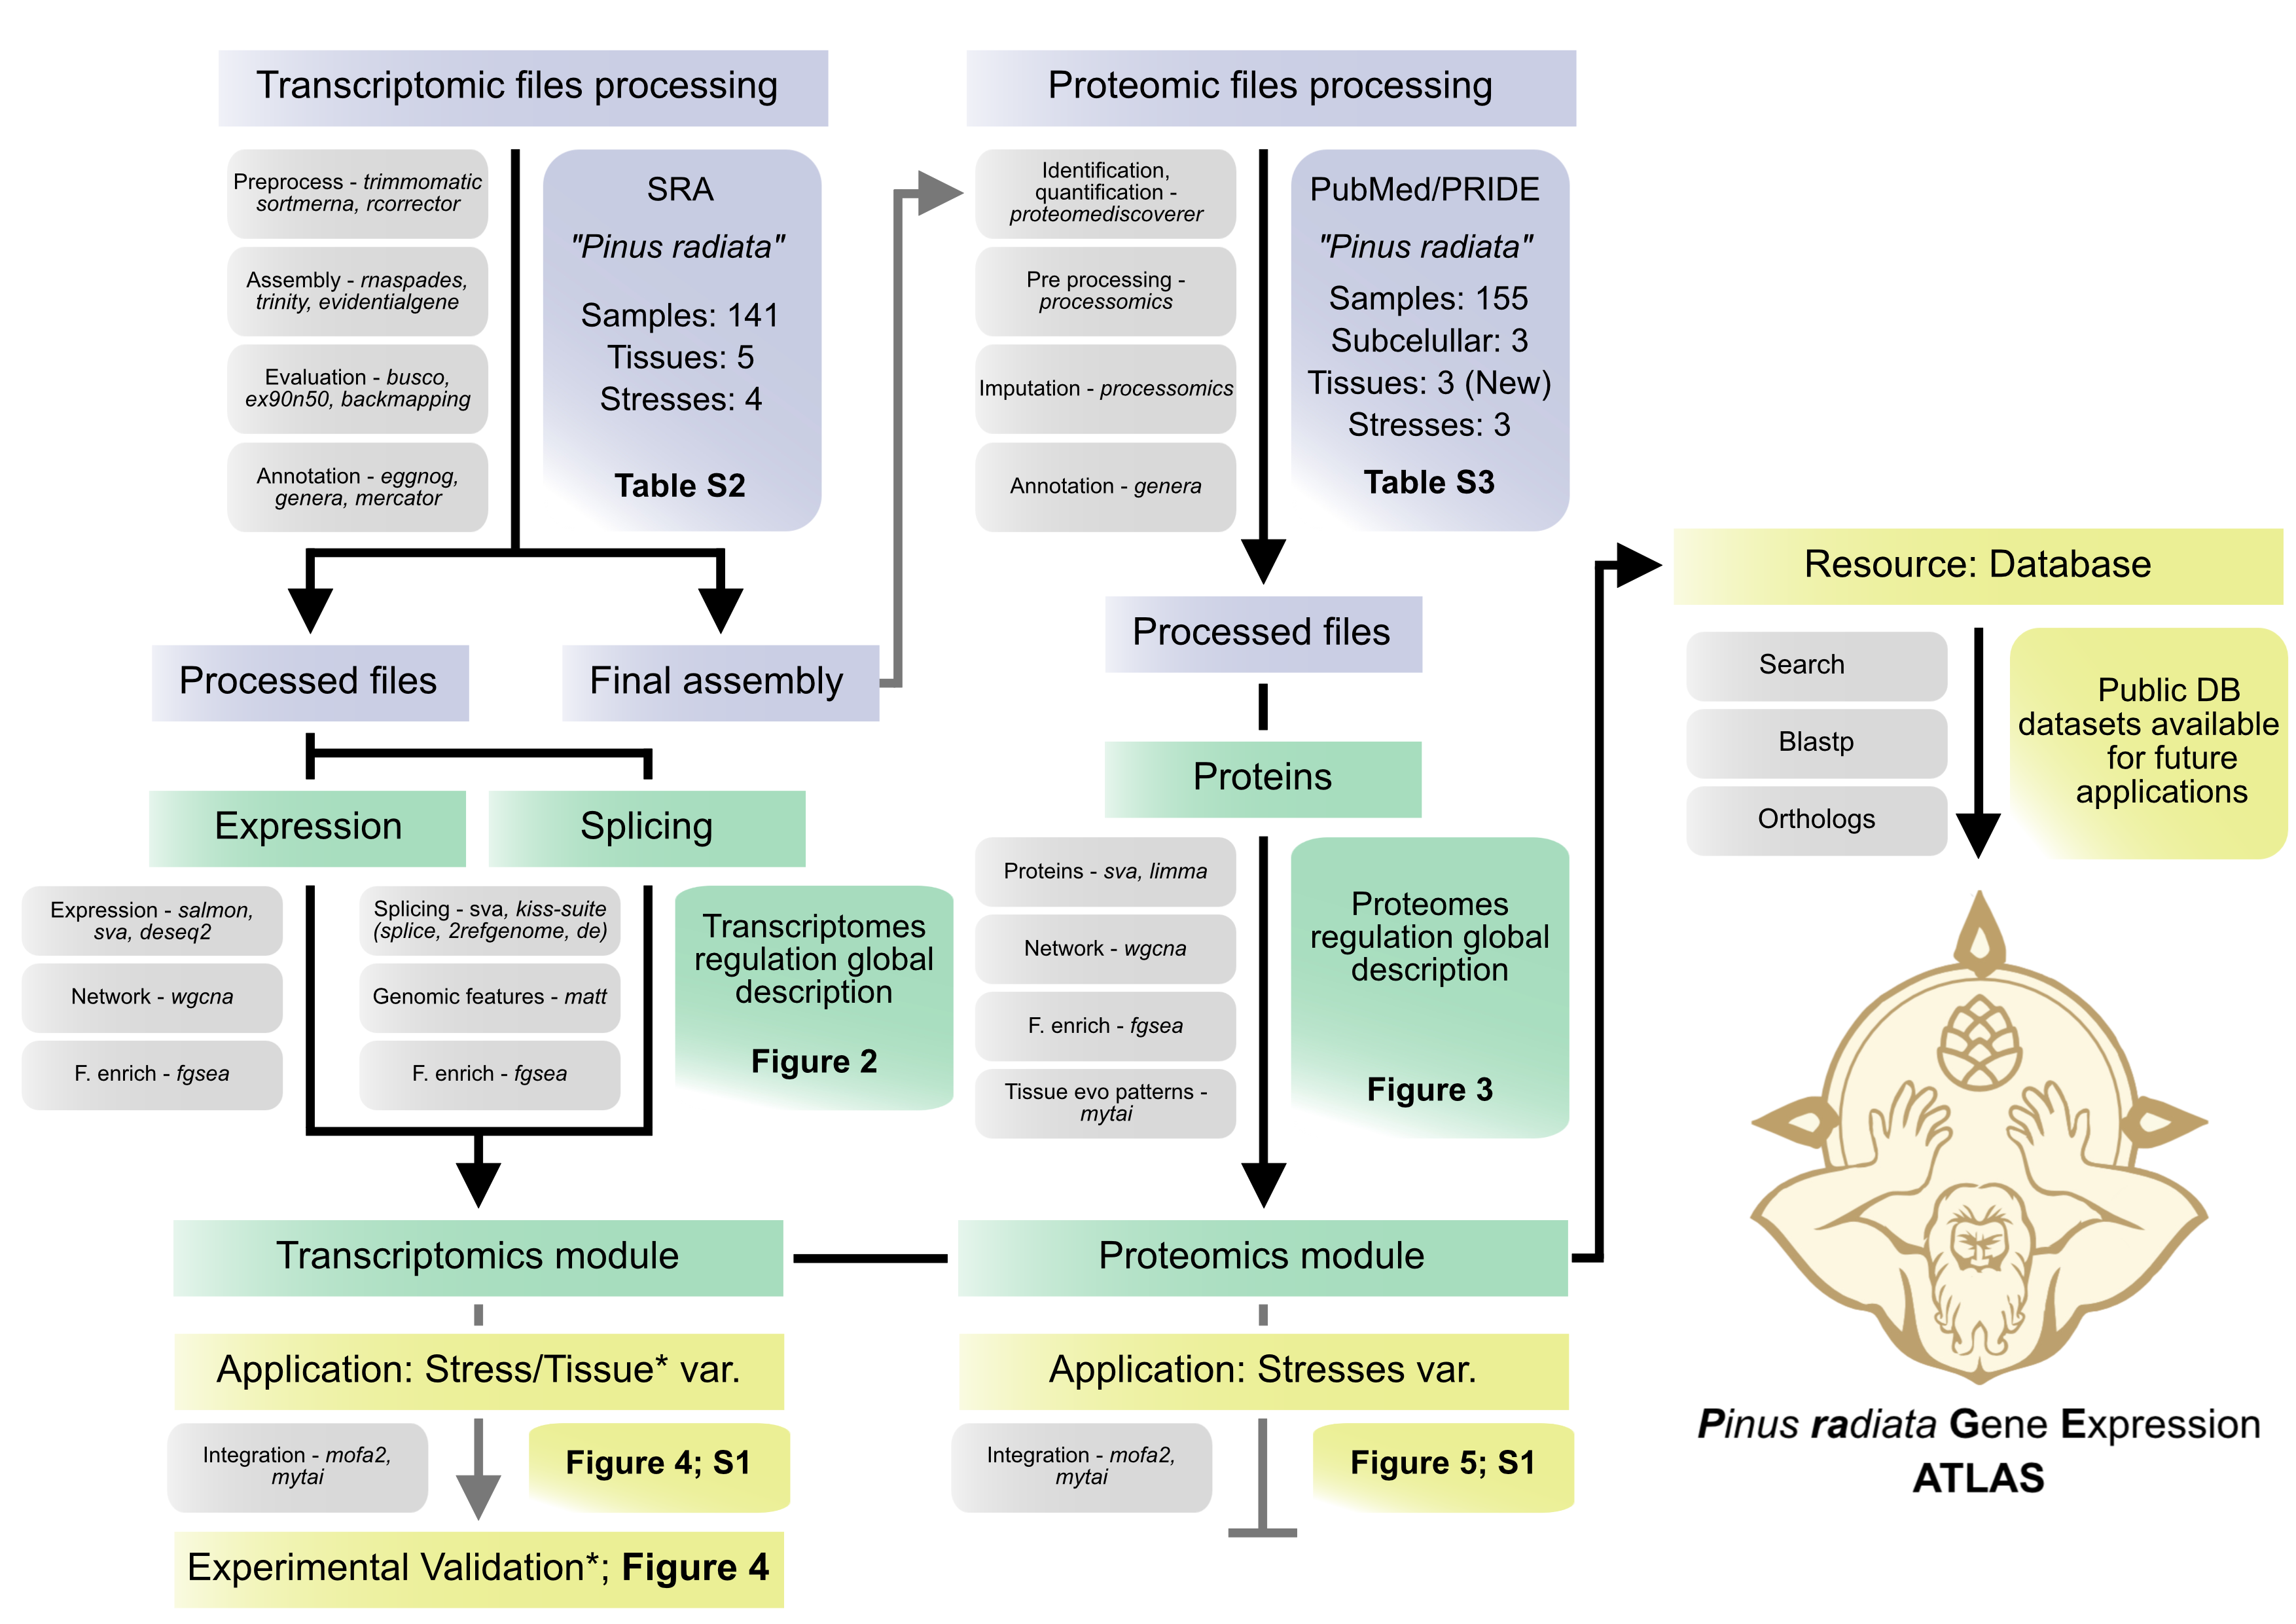 Transcriptomic files processing
Preprocess - trimmomatic
sortmerna, rcorrector
Assembly - rnaspades,
trinity, evidentialgene
Evaluation - busco,
ex90n50, backmapping
Annotation - eggnog,
genera, mercator
SRA
"Pinus radiata"
Samples: 141
Tissues: 5
Stresses: 4
Table S2
Processed files
Final assembly
Expression
Splicing
Expression - salmon,
sva, deseq2
Network - wgcna
F. enrich - fgsea
Splicing - sva, kiss-suite
(splice, 2refgenome, de)
Genomic features - matt
F. enrich - fgsea
Transcriptomes
regulation global
description
Figure 2
Transcriptomics module
Application: Stress/Tissue* var.
Integration - mofa2,
mytai
Figure 4; S1
Experimental Validation*; Figure 4
Proteomic files processing
Identification,
quantification -
proteomediscoverer
Pre processing -
processomics
Imputation - processomics
Annotation - genera
PubMed/PRIDE
"Pinus radiata"
Samples: 155
Subcelullar: 3
Tissues: 3 (New)
Stresses: 3
Table S3
Processed files
Proteins
Proteins - sva, limma
Network - wgcna
F. enrich - fgsea
Tissue evo patterns -
mytai
Proteomes
regulation global
description
Figure 3
Proteomics module
Application: Stresses var.
Integration - mofa2,
mytai
Figure 5; S1
Resource: Database
Search
Blastp
Orthologs
Public DB
datasets available
for future
applications
Pinus radiata Gene Expression
ATLAS